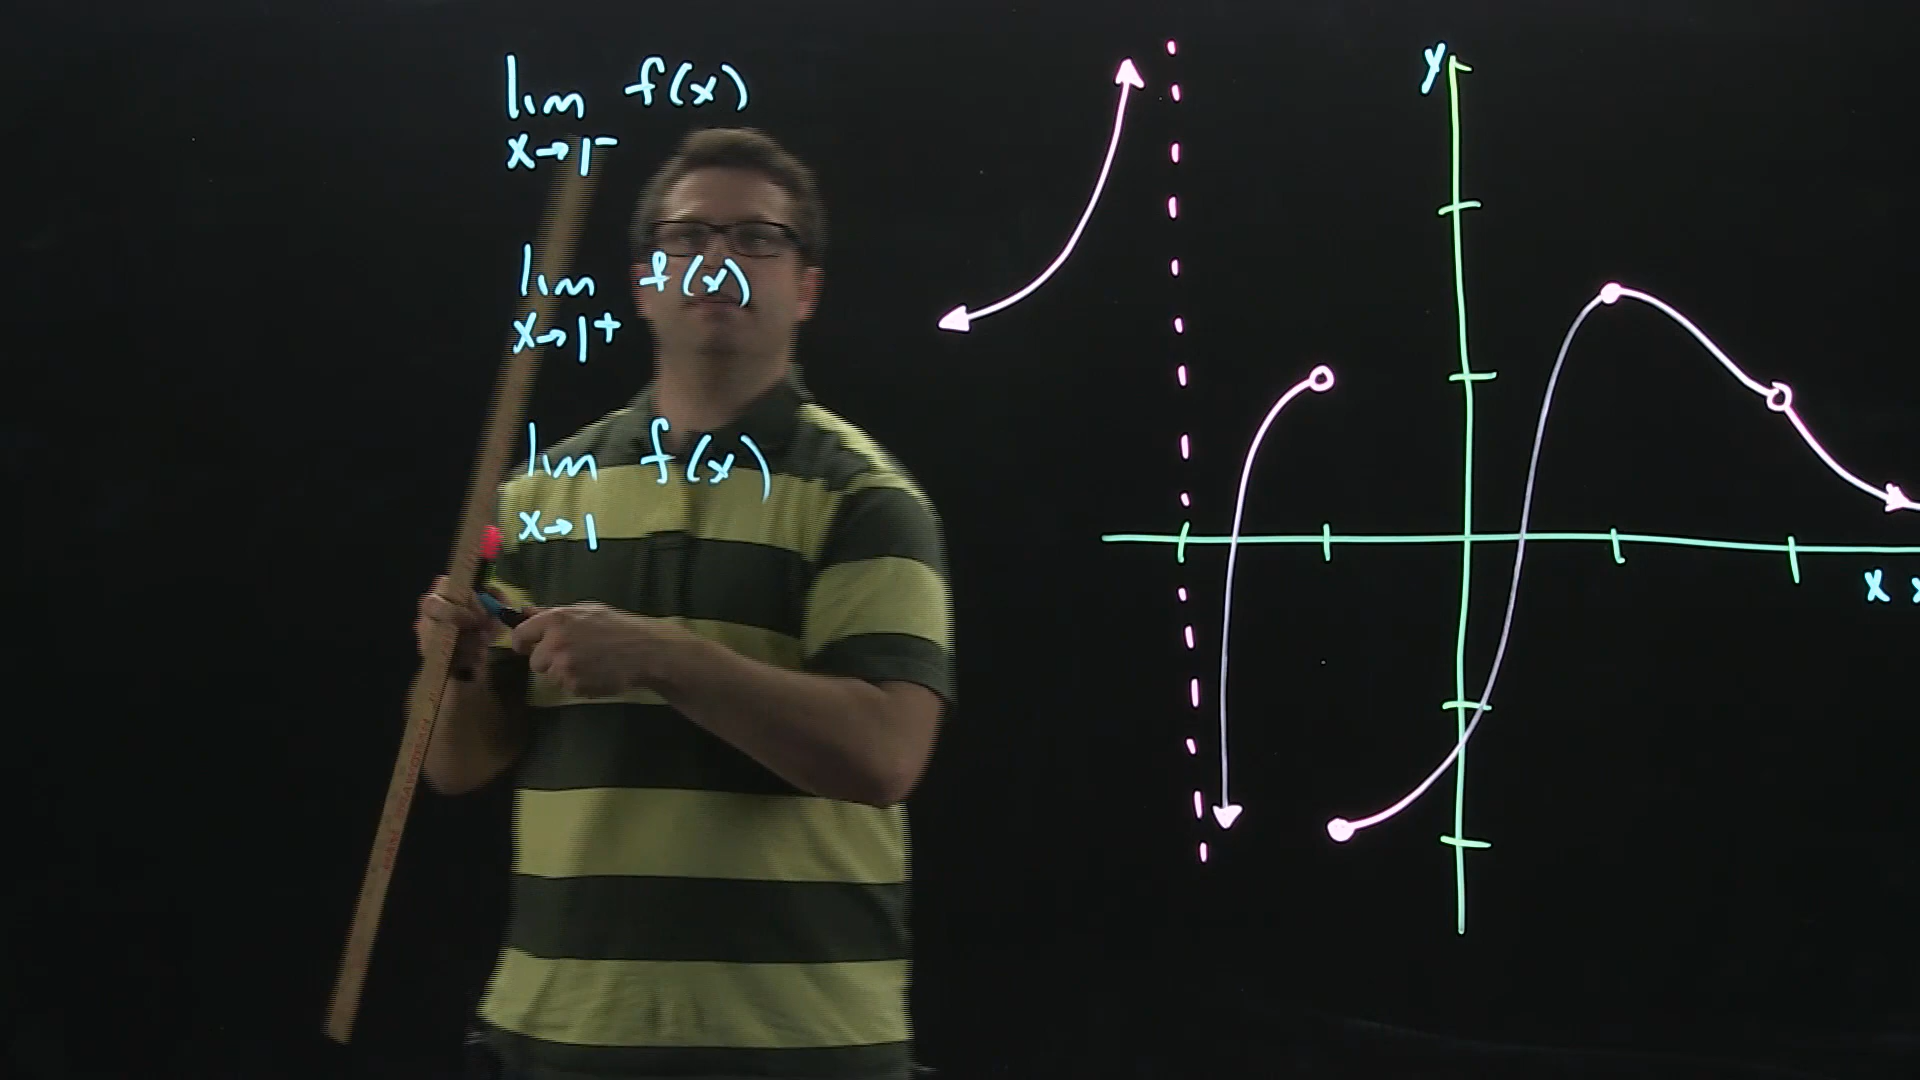 lim f(x)
x→1⁻
lim f(x)
x→1⁺
lim f(x)
x→1
y
x